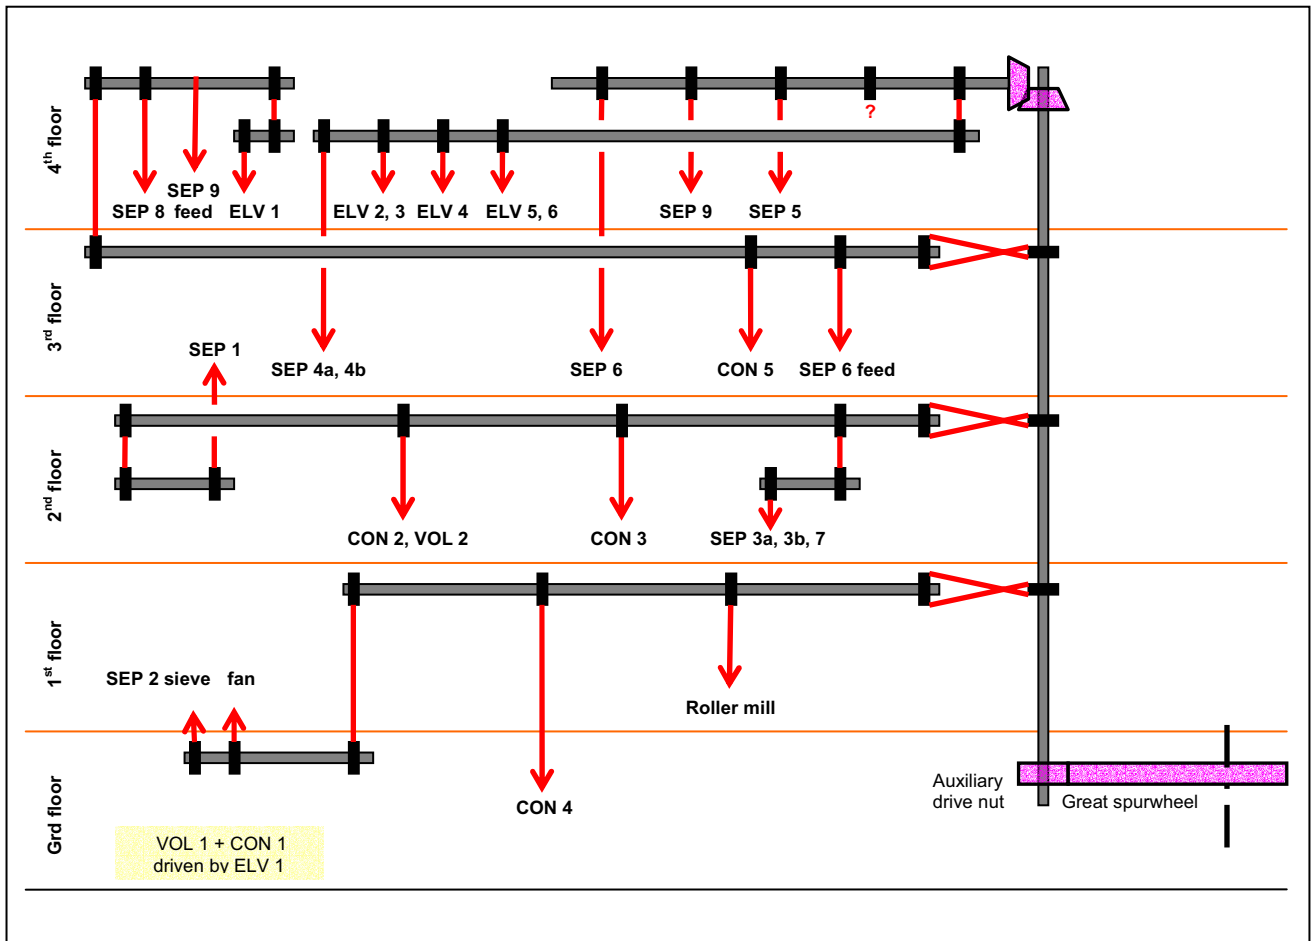 4th floor
?
SEP 8
SEP 9
feed
ELV 1
ELV 2, 3
ELV 4
ELV 5, 6
SEP 9
SEP 5
3rd floor
SEP 1
SEP 4a, 4b
SEP 6
CON 5
SEP 6 feed
2nd floor
CON 2, VOL 2
CON 3
SEP 3a, 3b, 7
1st floor
SEP 2 sieve
fan
Roller mill
Grd floor
CON 4
Auxiliary
drive nut
Great spurwheel
VOL 1 + CON 1
driven by ELV 1